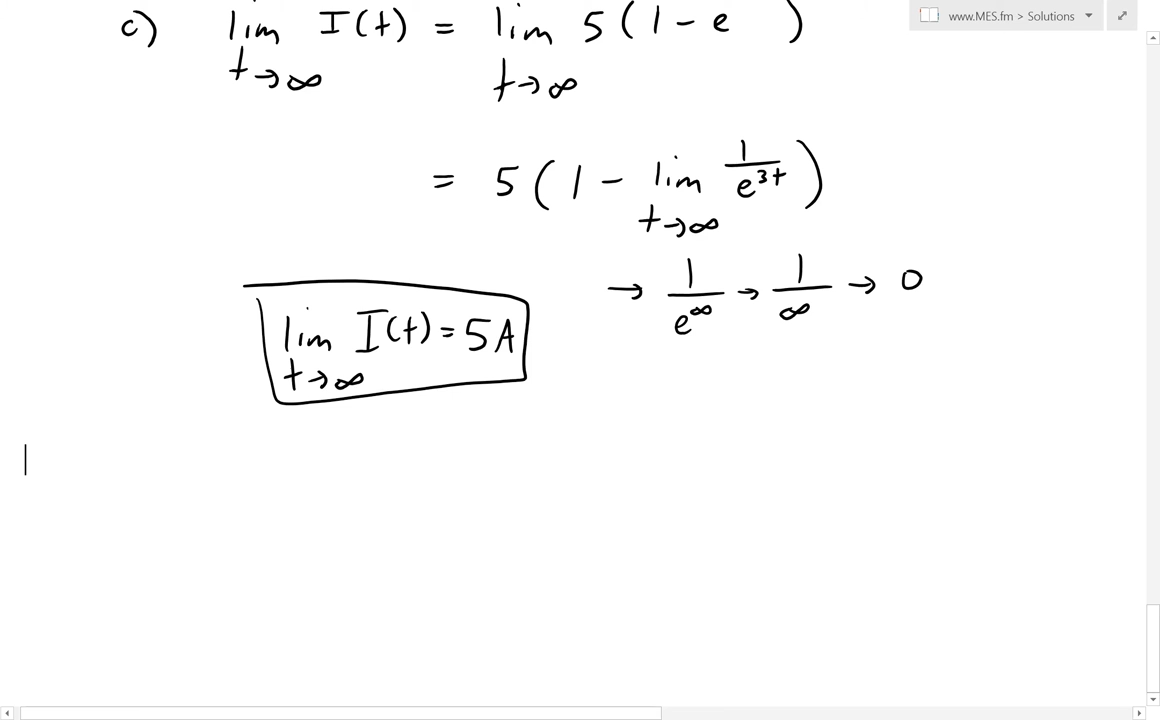 www.MES.fm > Solutions
c) lim I(t) = lim 5(1 - e )
t→∞ t→∞
= 5(1 - lim 1/e^3t)
t→∞
→ 1/e^∞ → 1/∞ → 0
lim I(t) = 5A
t→∞